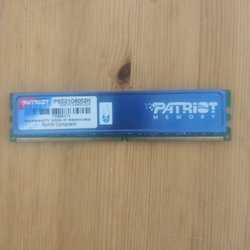 PATRIOT
PSD21G8002H
WARRANTY VOID IF REMOVED
RoHS Compliant
PATRIOT
MEMORY